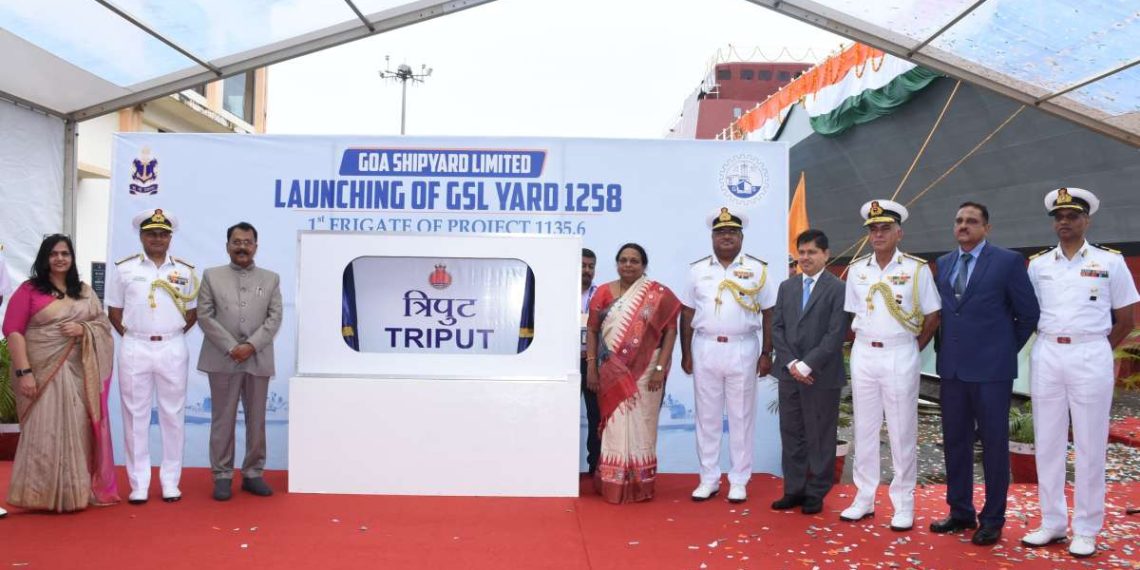 GOA SHIPYARD LIMITED
LAUNCHING OF GSL YARD 1258
1st FRIGATE OF PROJECT 1135.6
त्रिपुट
TRIPUT